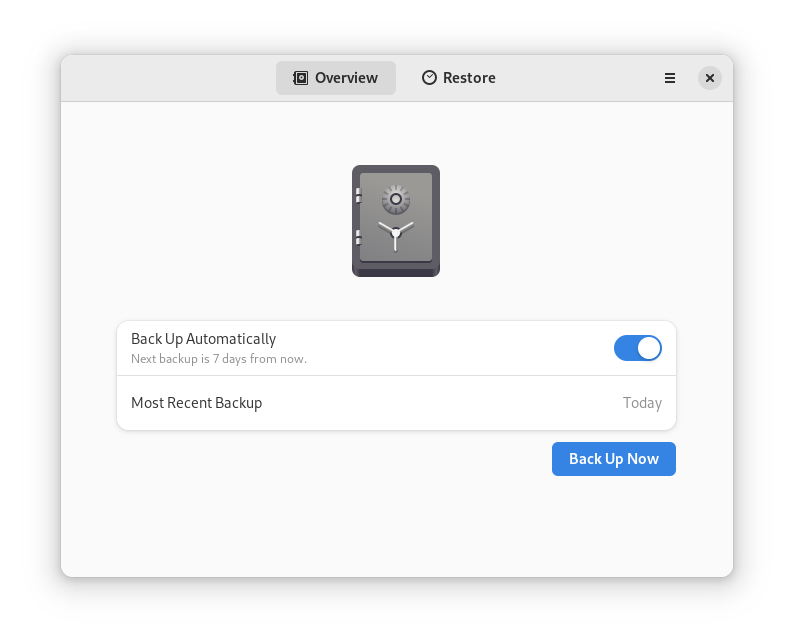 Overview
Restore
Back Up Automatically
Next backup is 7 days from now.
Most Recent Backup
Today
Back Up Now